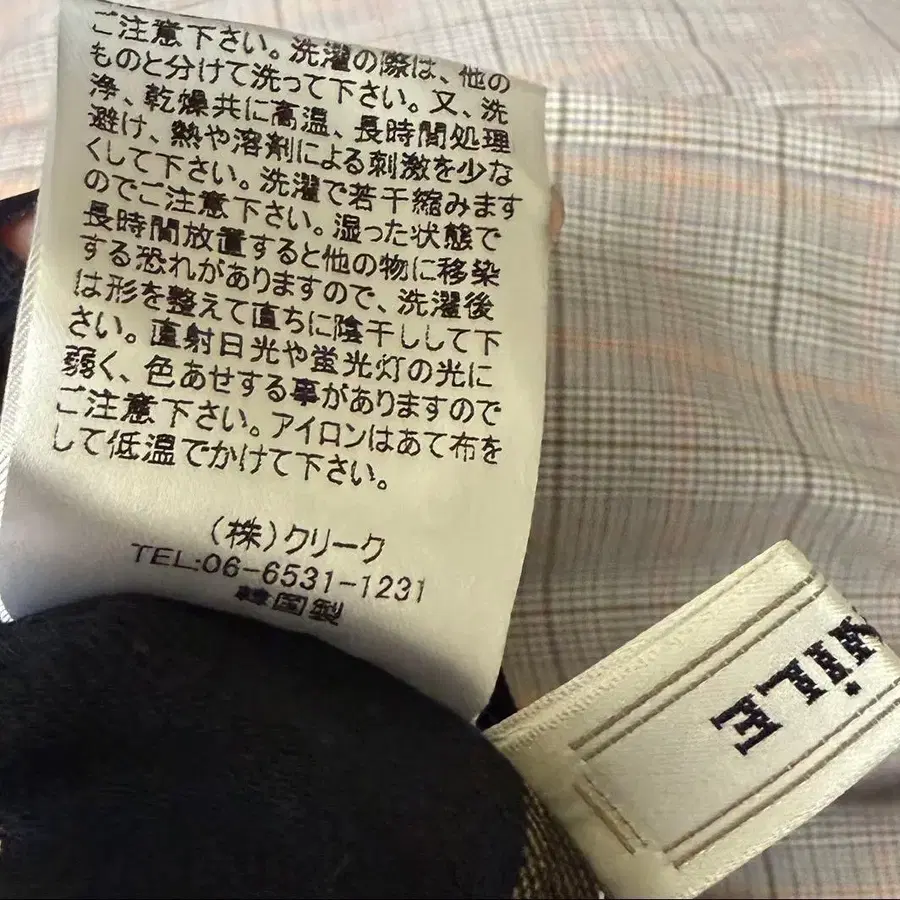 ご注意下さい。洗濯の際は、他の
ものと分けて洗って下さい。又、洗
浄、乾燥共に高温、長時間処理
避け、熱や溶剤による刺激を少な
くして下さい。洗濯で若干縮みます
のでご注意下さい。湿った状態で
長時間放置すると他の物に移染
する恐れがありますので、洗濯後
は形を整えて直ちに陰干しして下
さい。直射日光や蛍光灯の光に
弱く、色あせする事がありますので
ご注意下さい。アイロンはあて布を
して低温でかけて下さい。
(株)クリーク
TEL:06-6531-1231
韓国製